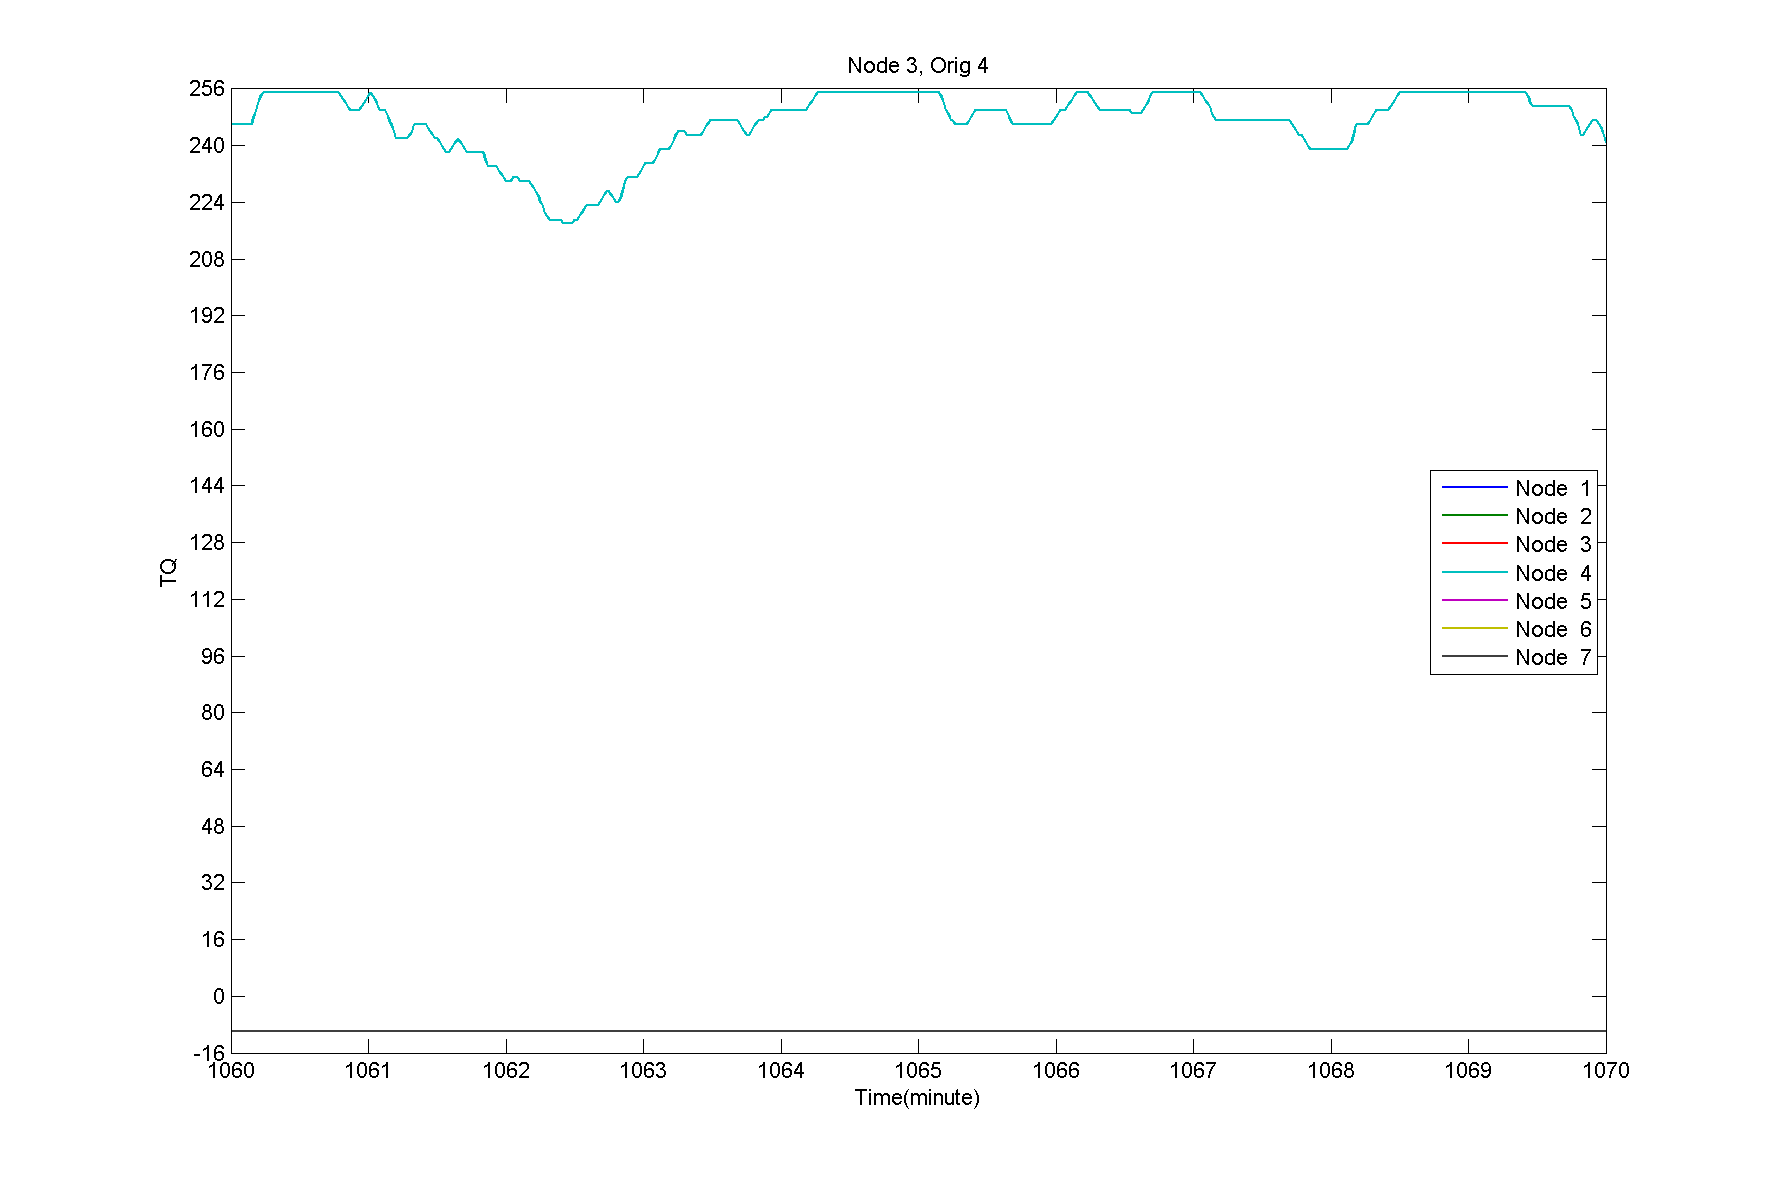 Node 3, Orig 4
256
240
224
208
192
176
160
144
128
112
96
80
64
48
32
16
0
-16
TQ
Node 1
Node 2
Node 3
Node 4
Node 5
Node 6
Node 7
1060 1061 1062 1063 1064 1065 1066 1067 1068 1069 1070
Time(minute)